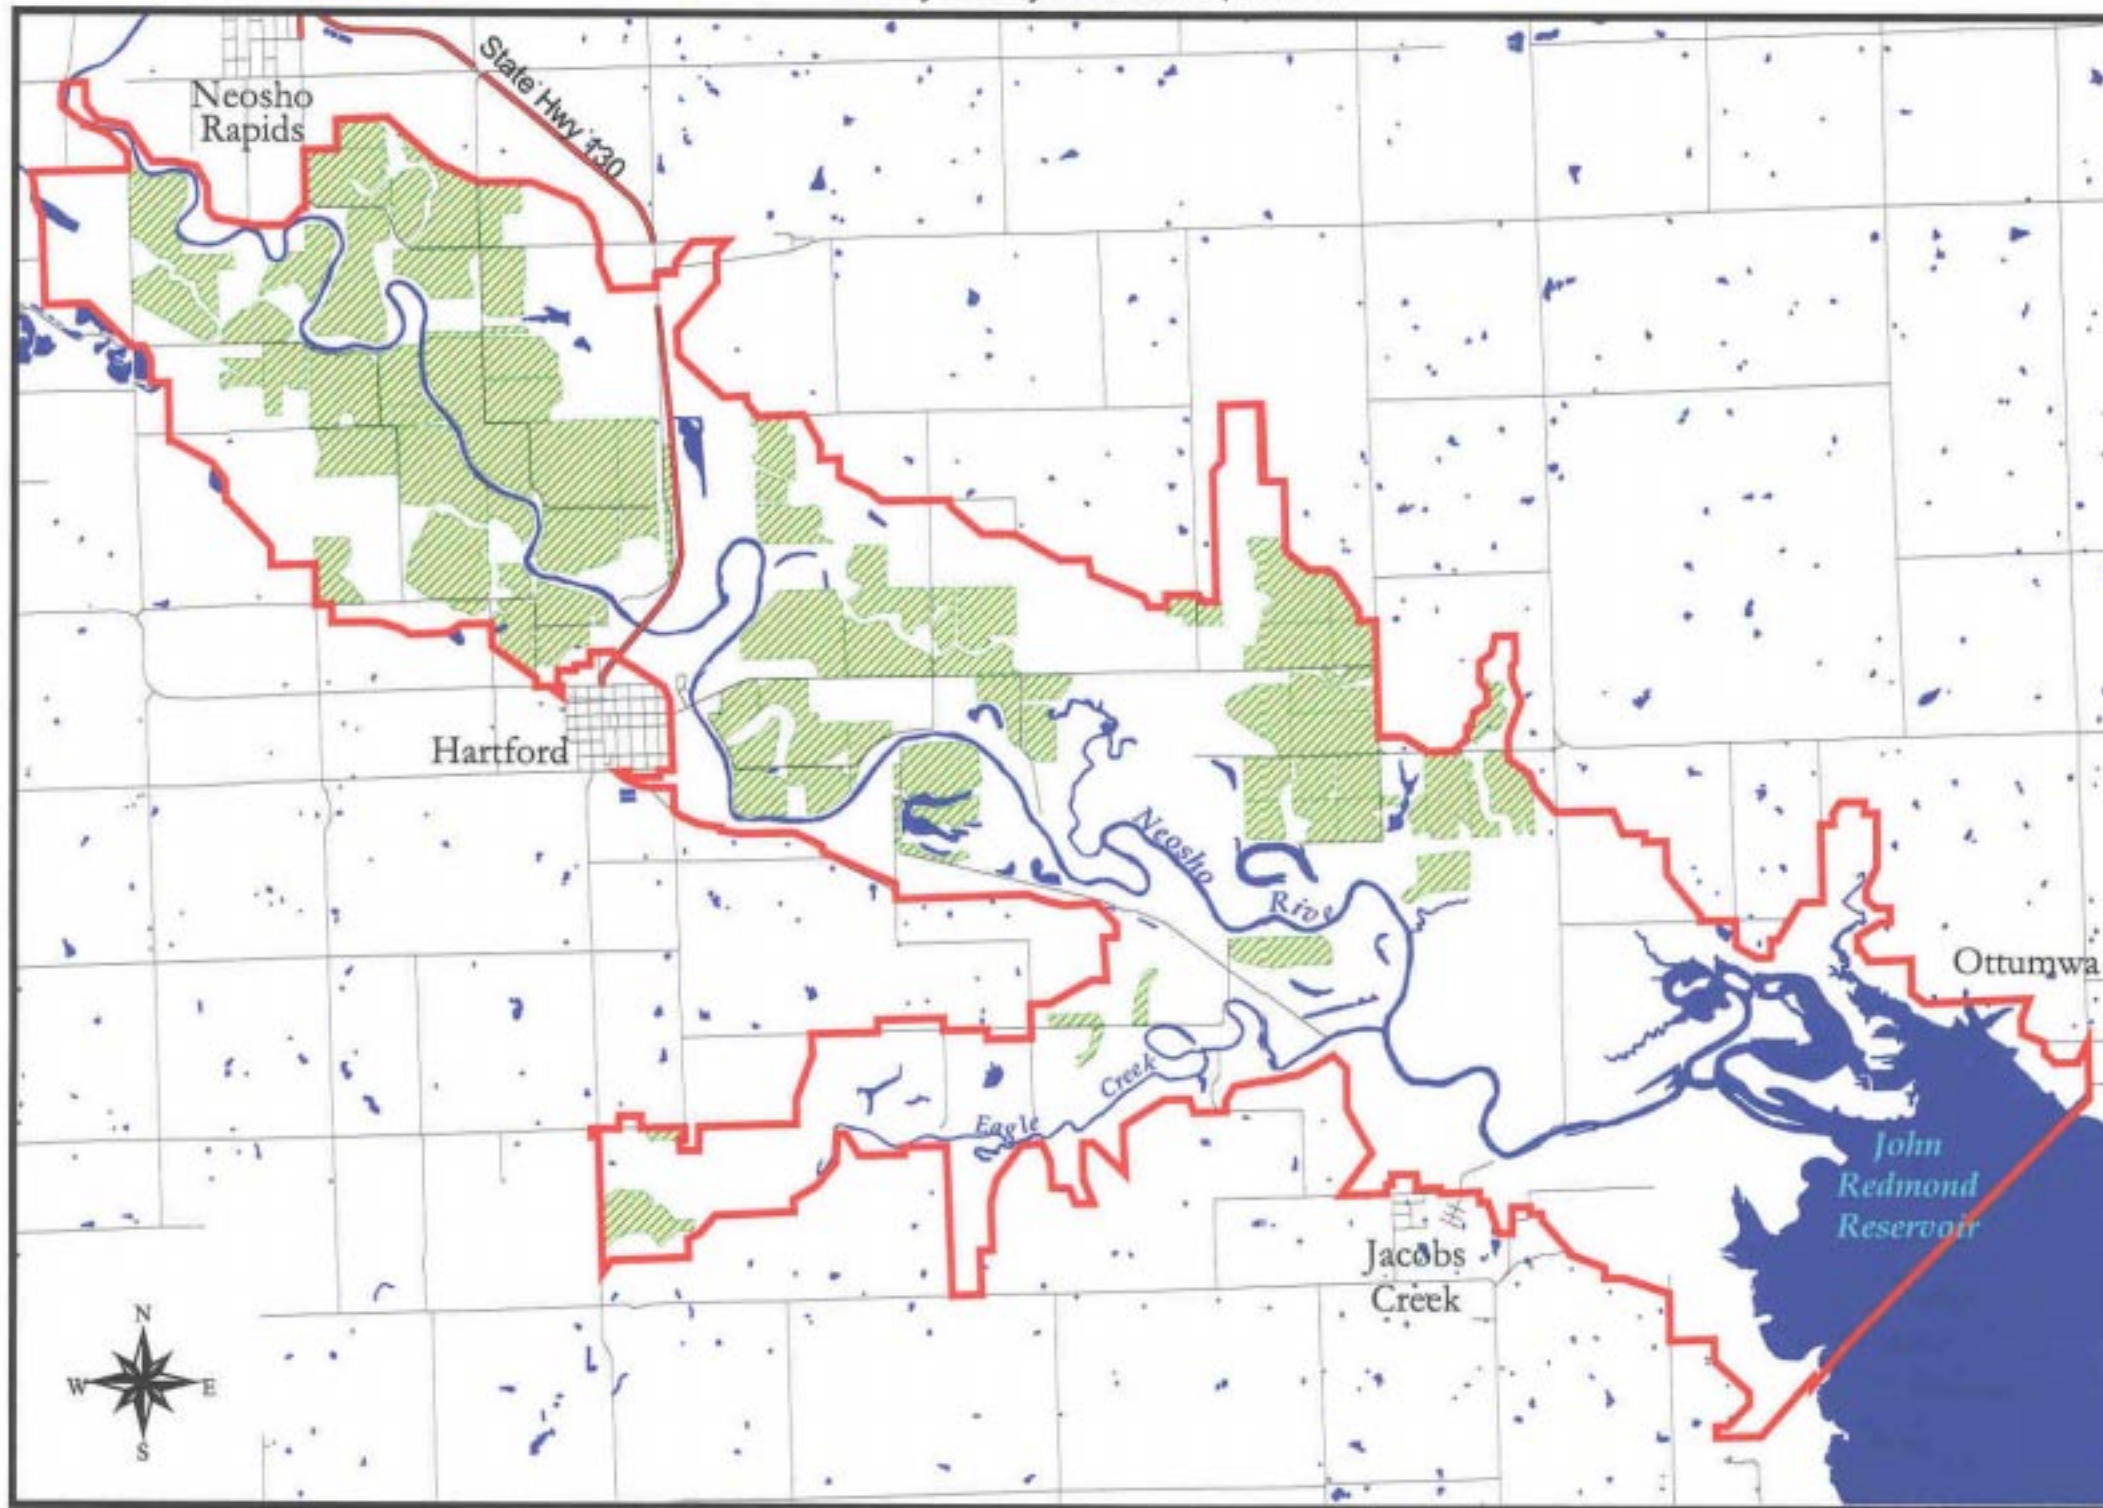 State Hwy 130
Neosho
Rapids
Hartford
Neosho
River
Ottumwa
Creek
Eagle
John
Redmond
Reservoir
Jacobs
Creek
N
W
E
S